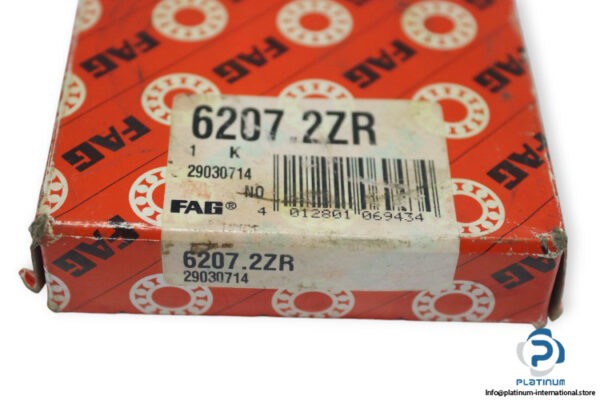 FAG
FAG
FAG
FAG
FAG
6207.2ZR
1 K
29030714
NO
FAG®
4 012801 069434
6207.2ZR
29030714
PLATINUM
Info@platinum-international.store